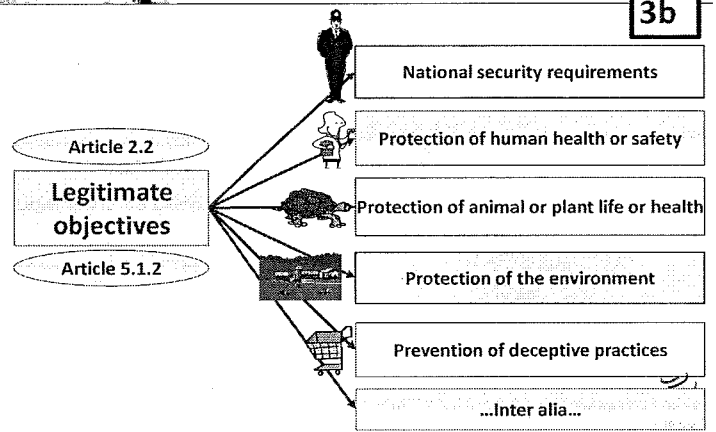 3b
National security requirements
Protection of human health or safety
Article 2.2
Legitimate
objectives
Article 5.1.2
Protection of animal or plant life or health
Protection of the environment
Prevention of deceptive practices
...Inter alia...